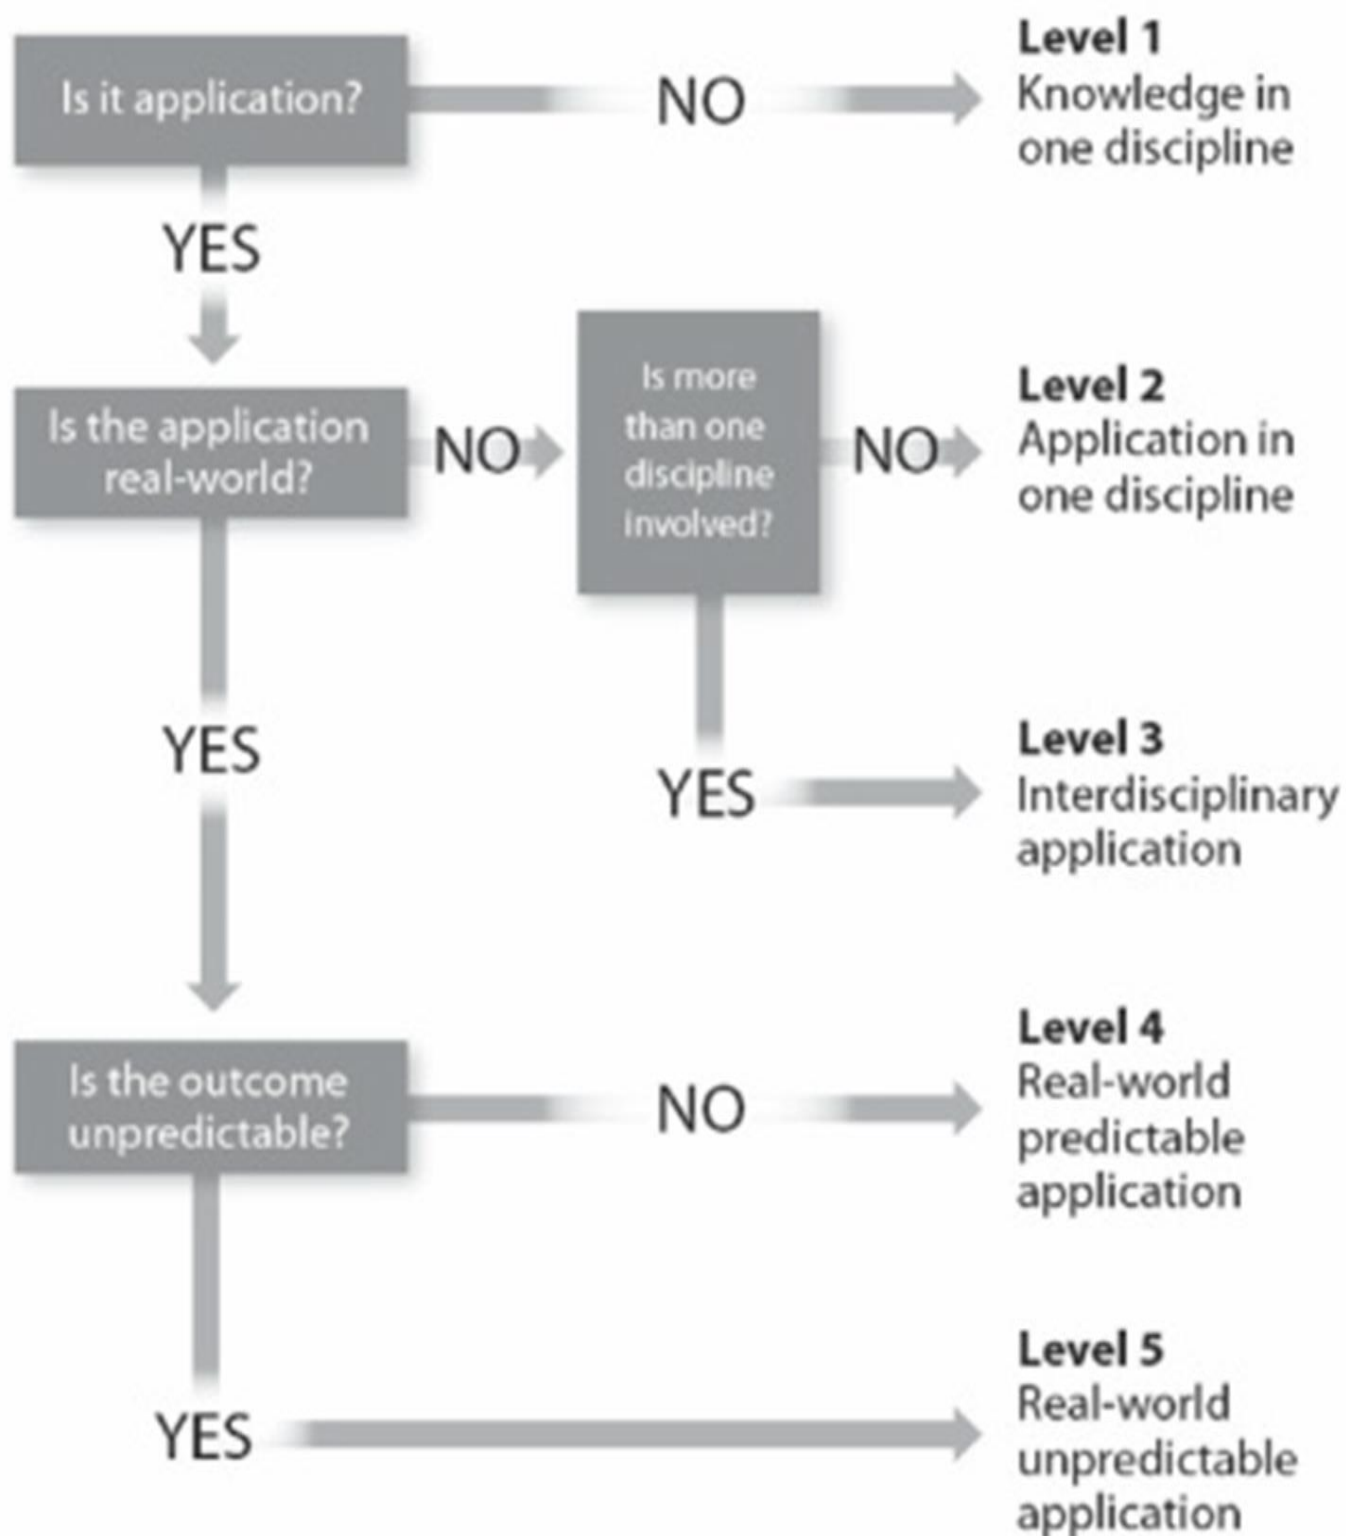 Is it application?
NO
Level 1
Knowledge in
one discipline
YES
Is the application
real-world?
NO
Is more
than one
discipline
involved?
NO
Level 2
Application in
one discipline
YES
YES
Level 3
Interdisciplinary
application
Is the outcome
unpredictable?
NO
Level 4
Real-world
predictable
application
YES
Level 5
Real-world
unpredictable
application